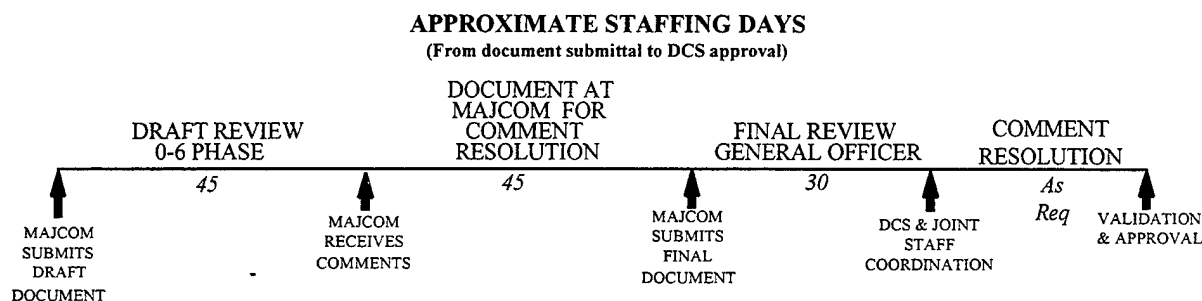 APPROXIMATE STAFFING DAYS
(From document submittal to DCS approval)
DRAFT REVIEW
0-6 PHASE
45
DOCUMENT AT
MAJCOM FOR
COMMENT
RESOLUTION
45
FINAL REVIEW
GENERAL OFFICER
30
COMMENT
RESOLUTION
As
Req
MAJCOM
SUBMITS
DRAFT
DOCUMENT
MAJCOM
RECEIVES
COMMENTS
MAJCOM
SUBMITS
FINAL
DOCUMENT
DCS & JOINT
STAFF
COORDINATION
VALIDATION
& APPROVAL